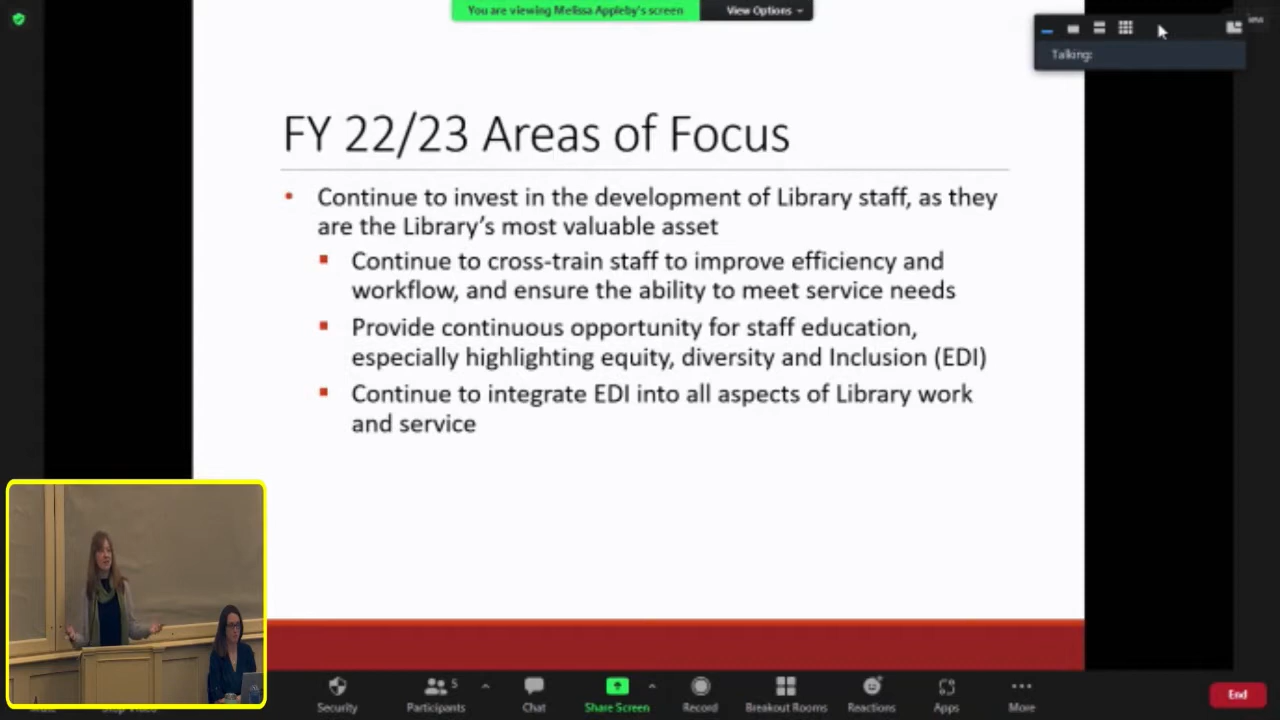 You are viewing Melissa Appleby's screen
View Options
Talking:
FY 22/23 Areas of Focus
• Continue to invest in the development of Library staff, as they
are the Library's most valuable asset
▪ Continue to cross-train staff to improve efficiency and
workflow, and ensure the ability to meet service needs
▪ Provide continuous opportunity for staff education,
especially highlighting equity, diversity and Inclusion (EDI)
▪ Continue to integrate EDI into all aspects of Library work
and service
Security
Participants
5
Chat
Share Screen
Record
Breakout Rooms
Reactions
Apps
More
End